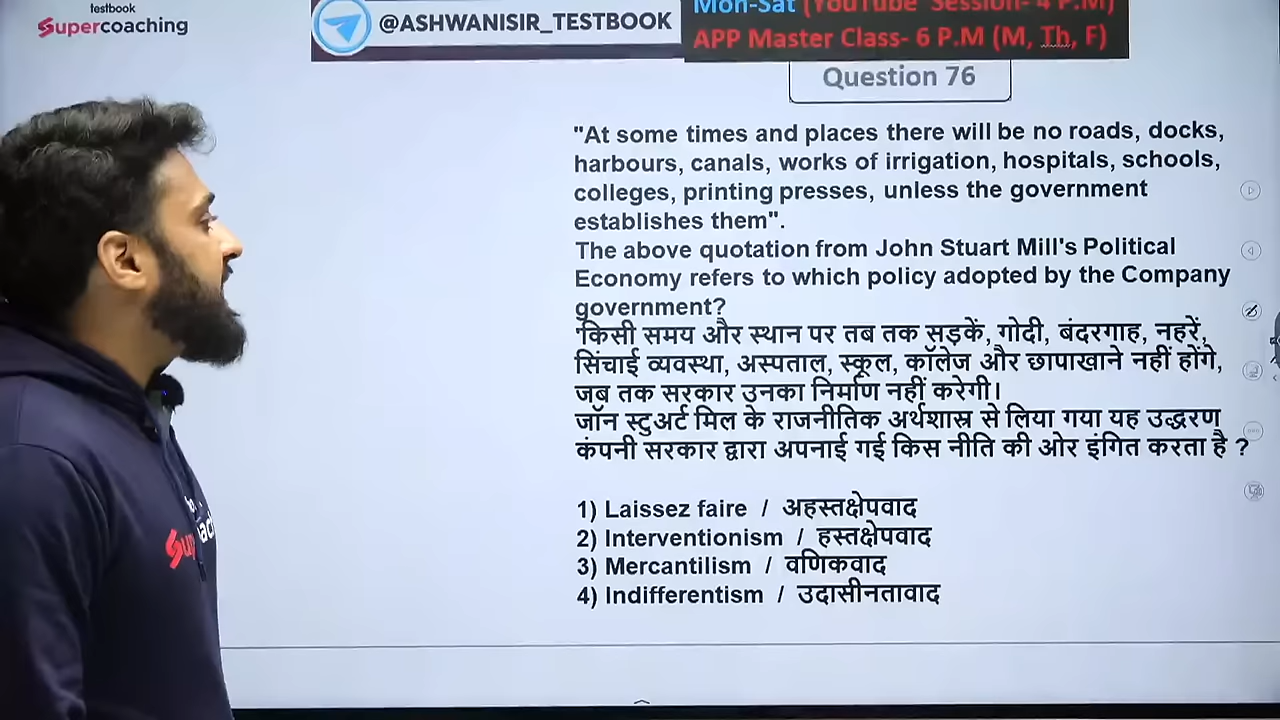 testbook
Supercoaching
@ASHWANISIR_TESTBOOK
Mon-Sat (YouTube Session- 4 P.M)
APP Master Class- 6 P.M (M, Th, F)
Question 76
"At some times and places there will be no roads, docks,
harbours, canals, works of irrigation, hospitals, schools,
colleges, printing presses, unless the government
establishes them".
The above quotation from John Stuart Mill's Political
Economy refers to which policy adopted by the Company
government?
'किसी समय और स्थान पर तब तक सड़कें, गोदी, बंदरगाह, नहरें,
सिंचाई व्यवस्था, अस्पताल, स्कूल, कॉलेज और छापाखाने नहीं होंगे,
जब तक सरकार उनका निर्माण नहीं करेगी।
जॉन स्टुअर्ट मिल के राजनीतिक अर्थशास्र से लिया गया यह उद्धरण
कंपनी सरकार द्वारा अपनाई गई किस नीति की ओर इंगित करता है ?
1) Laissez faire / अहस्तक्षेपवाद
2) Interventionism / हस्तक्षेपवाद
3) Mercantilism / वणिकवाद
4) Indifferentism / उदासीनतावाद